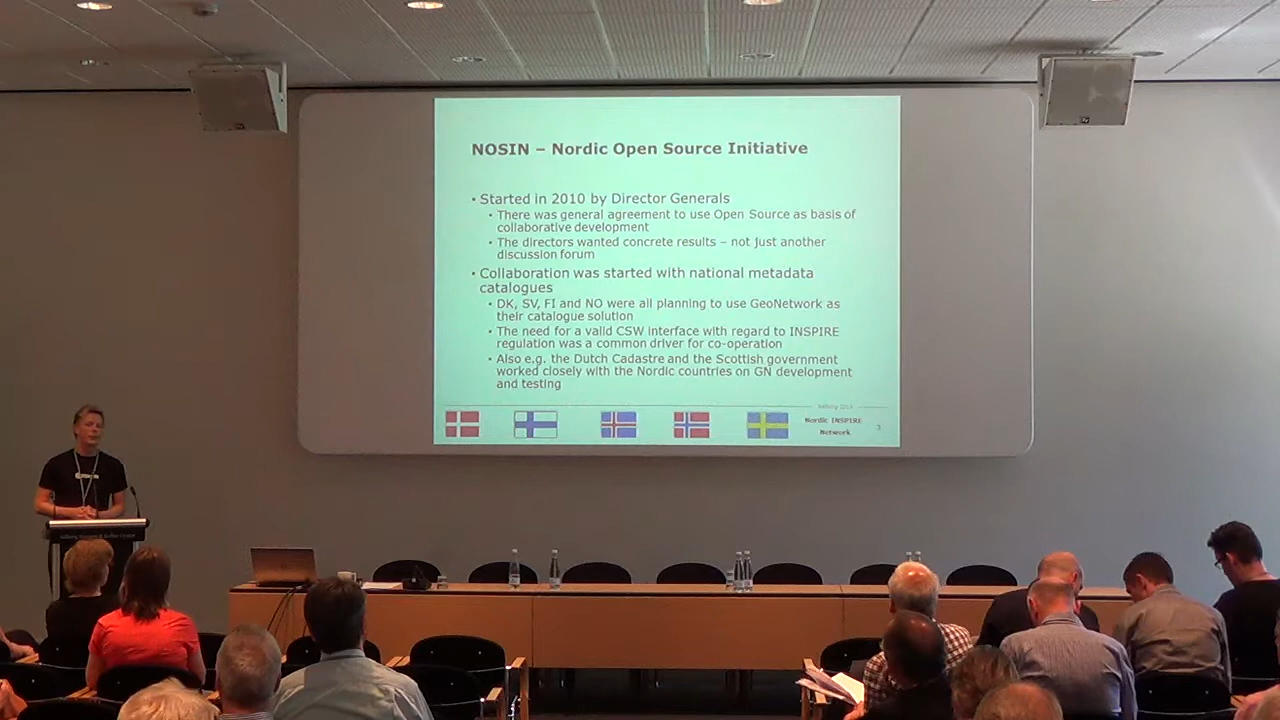 NOSIN – Nordic Open Source Initiative
• Started in 2010 by Director Generals
• There was general agreement to use Open Source as basis of
collaborative development
• The directors wanted concrete results – not just another
discussion forum
• Collaboration was started with national metadata
catalogues
• DK, SV, FI and NO were all planning to use GeoNetwork as
their catalogue solution
• The need for a valid CSW interface with regard to INSPIRE
regulation was a common driver for co-operation
• Also e.g. the Dutch Cadastre and the Scottish government
worked closely with the Nordic countries on GN development
and testing
Nordic INSPIRE
Network
3